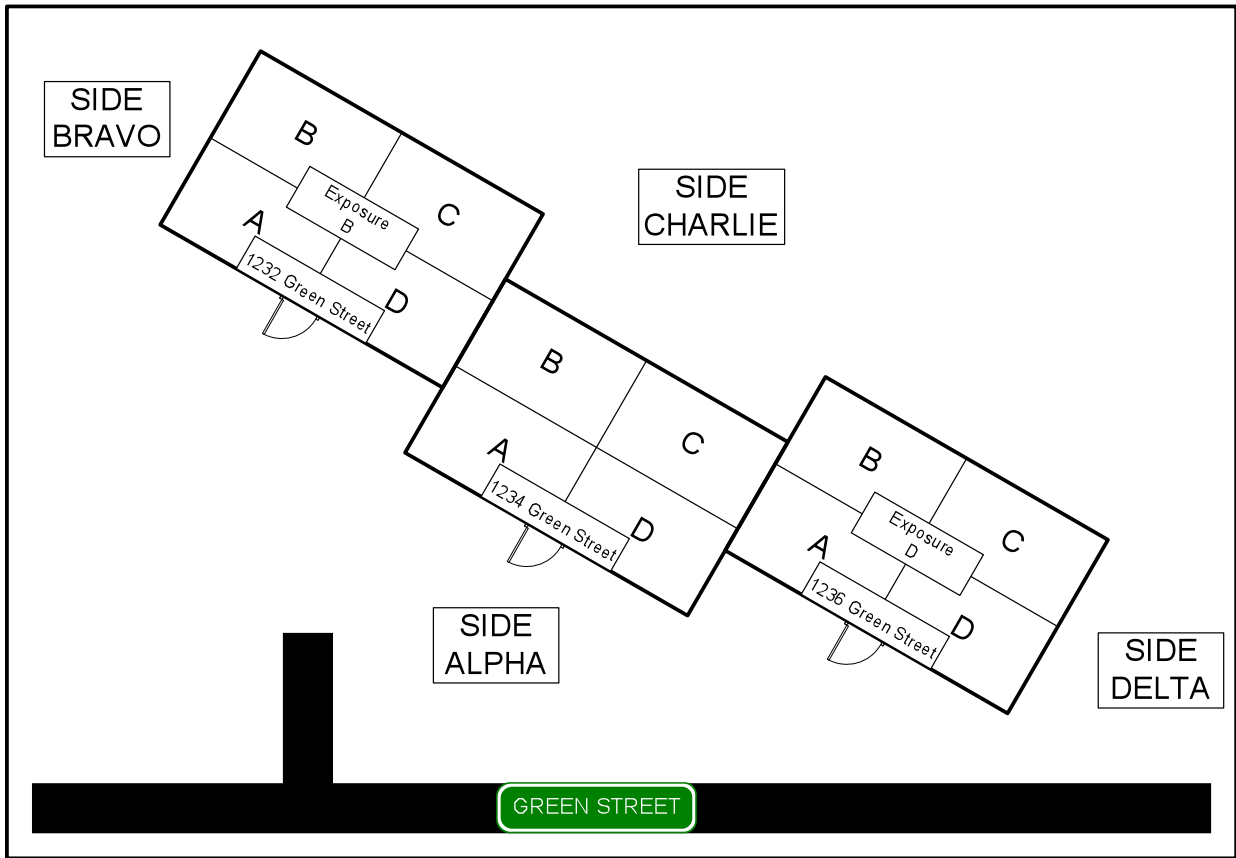 SIDE
BRAVO
B
Exposure
B
C
A
1232 Green Street
D
SIDE
CHARLIE
B
C
A
1234 Green Street
D
B
Exposure
D
C
A
1236 Green Street
D
SIDE
ALPHA
SIDE
DELTA
GREEN STREET